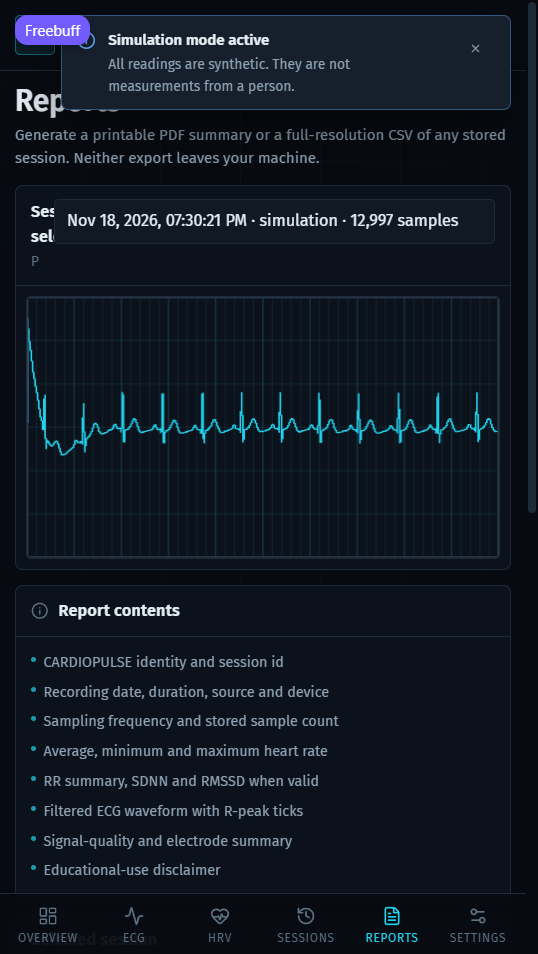 Freebuff
Simulation mode active
All readings are synthetic. They are not
measurements from a person.
Reports
Generate a printable PDF summary or a full-resolution CSV of any stored
session. Neither export leaves your machine.
Nov 18, 2026, 07:30:21 PM · simulation · 12,997 samples
P
Report contents
CARDIOPULSE identity and session id
Recording date, duration, source and device
Sampling frequency and stored sample count
Average, minimum and maximum heart rate
RR summary, SDNN and RMSSD when valid
Filtered ECG waveform with R-peak ticks
Signal-quality and electrode summary
Educational-use disclaimer
session
OVERVIEW ECG HRV SESSIONS REPORTS SETTINGS